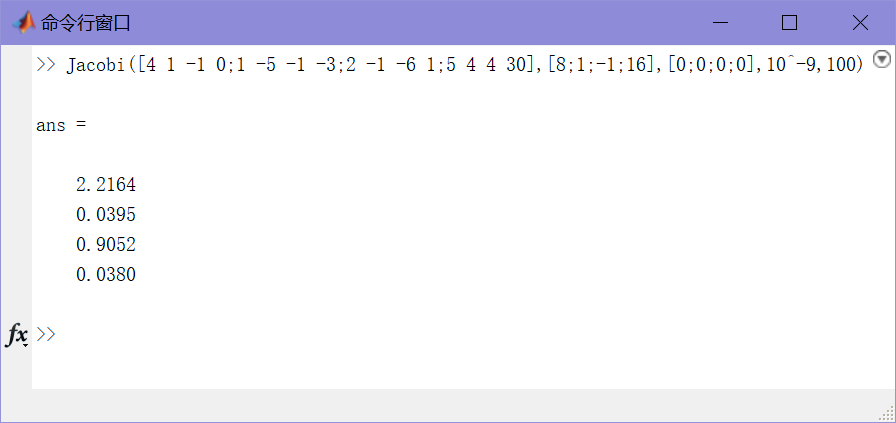 命令行窗口
>> Jacobi([4 1 -1 0;1 -5 -1 -3;2 -1 -6 1;5 4 4 30],[8;1;-1;16],[0;0;0;0],10^-9,100)
ans =
2.2164
0.0395
0.9052
0.0380
fx >>